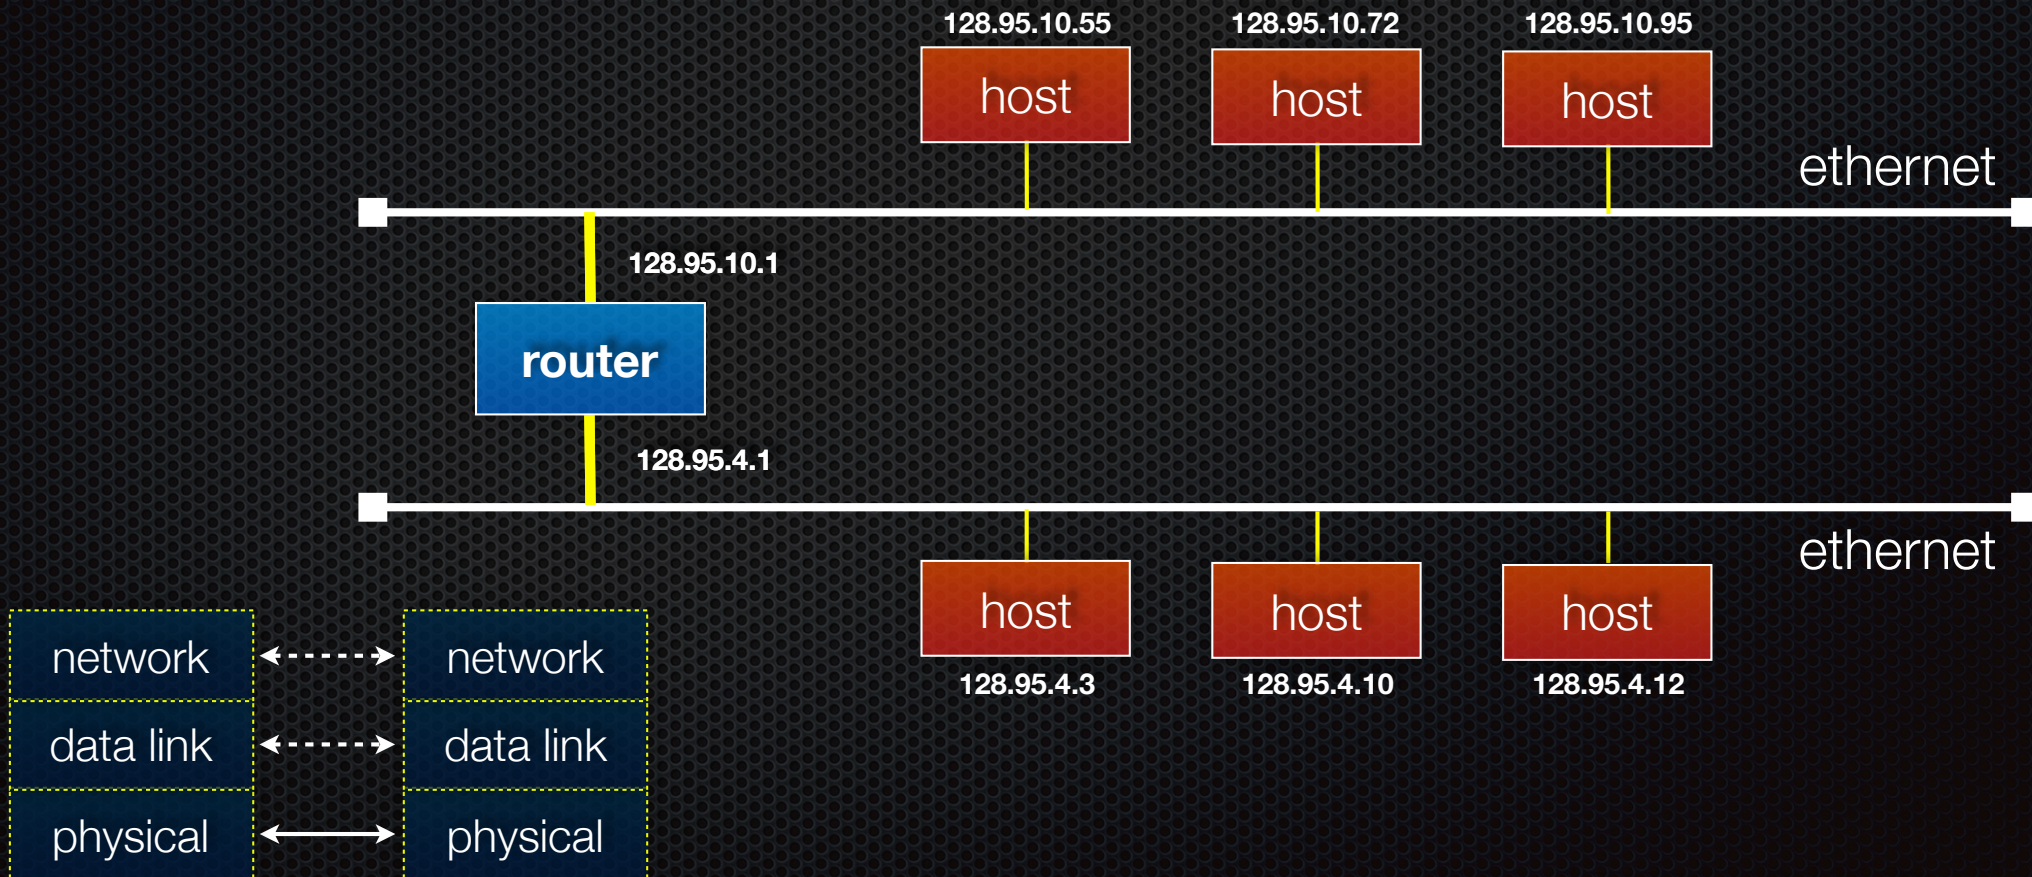 128.95.10.55 128.95.10.72 128.95.10.95
host host host
ethernet
128.95.10.1
router
128.95.4.1
ethernet
host host host
128.95.4.3 128.95.4.10 128.95.4.12
network network
data link data link
physical physical